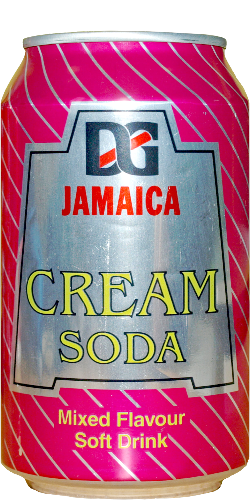 DG
JAMAICA
CREAM
SODA
Mixed Flavour
Soft Drink